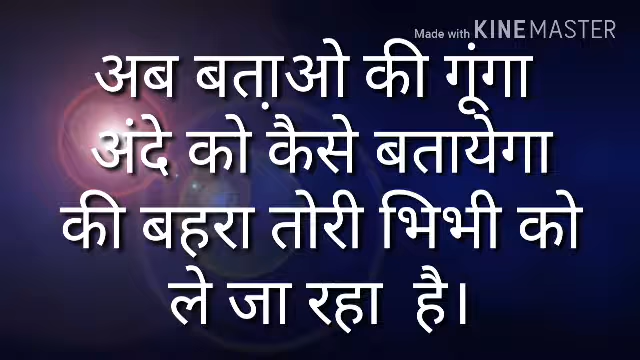 Made with KINEMASTER
अब बता़ओ की गूंगा
अंदे को कैसे बतायेगा
की बहरा तोरी भिभी को
ले जा रहा है।